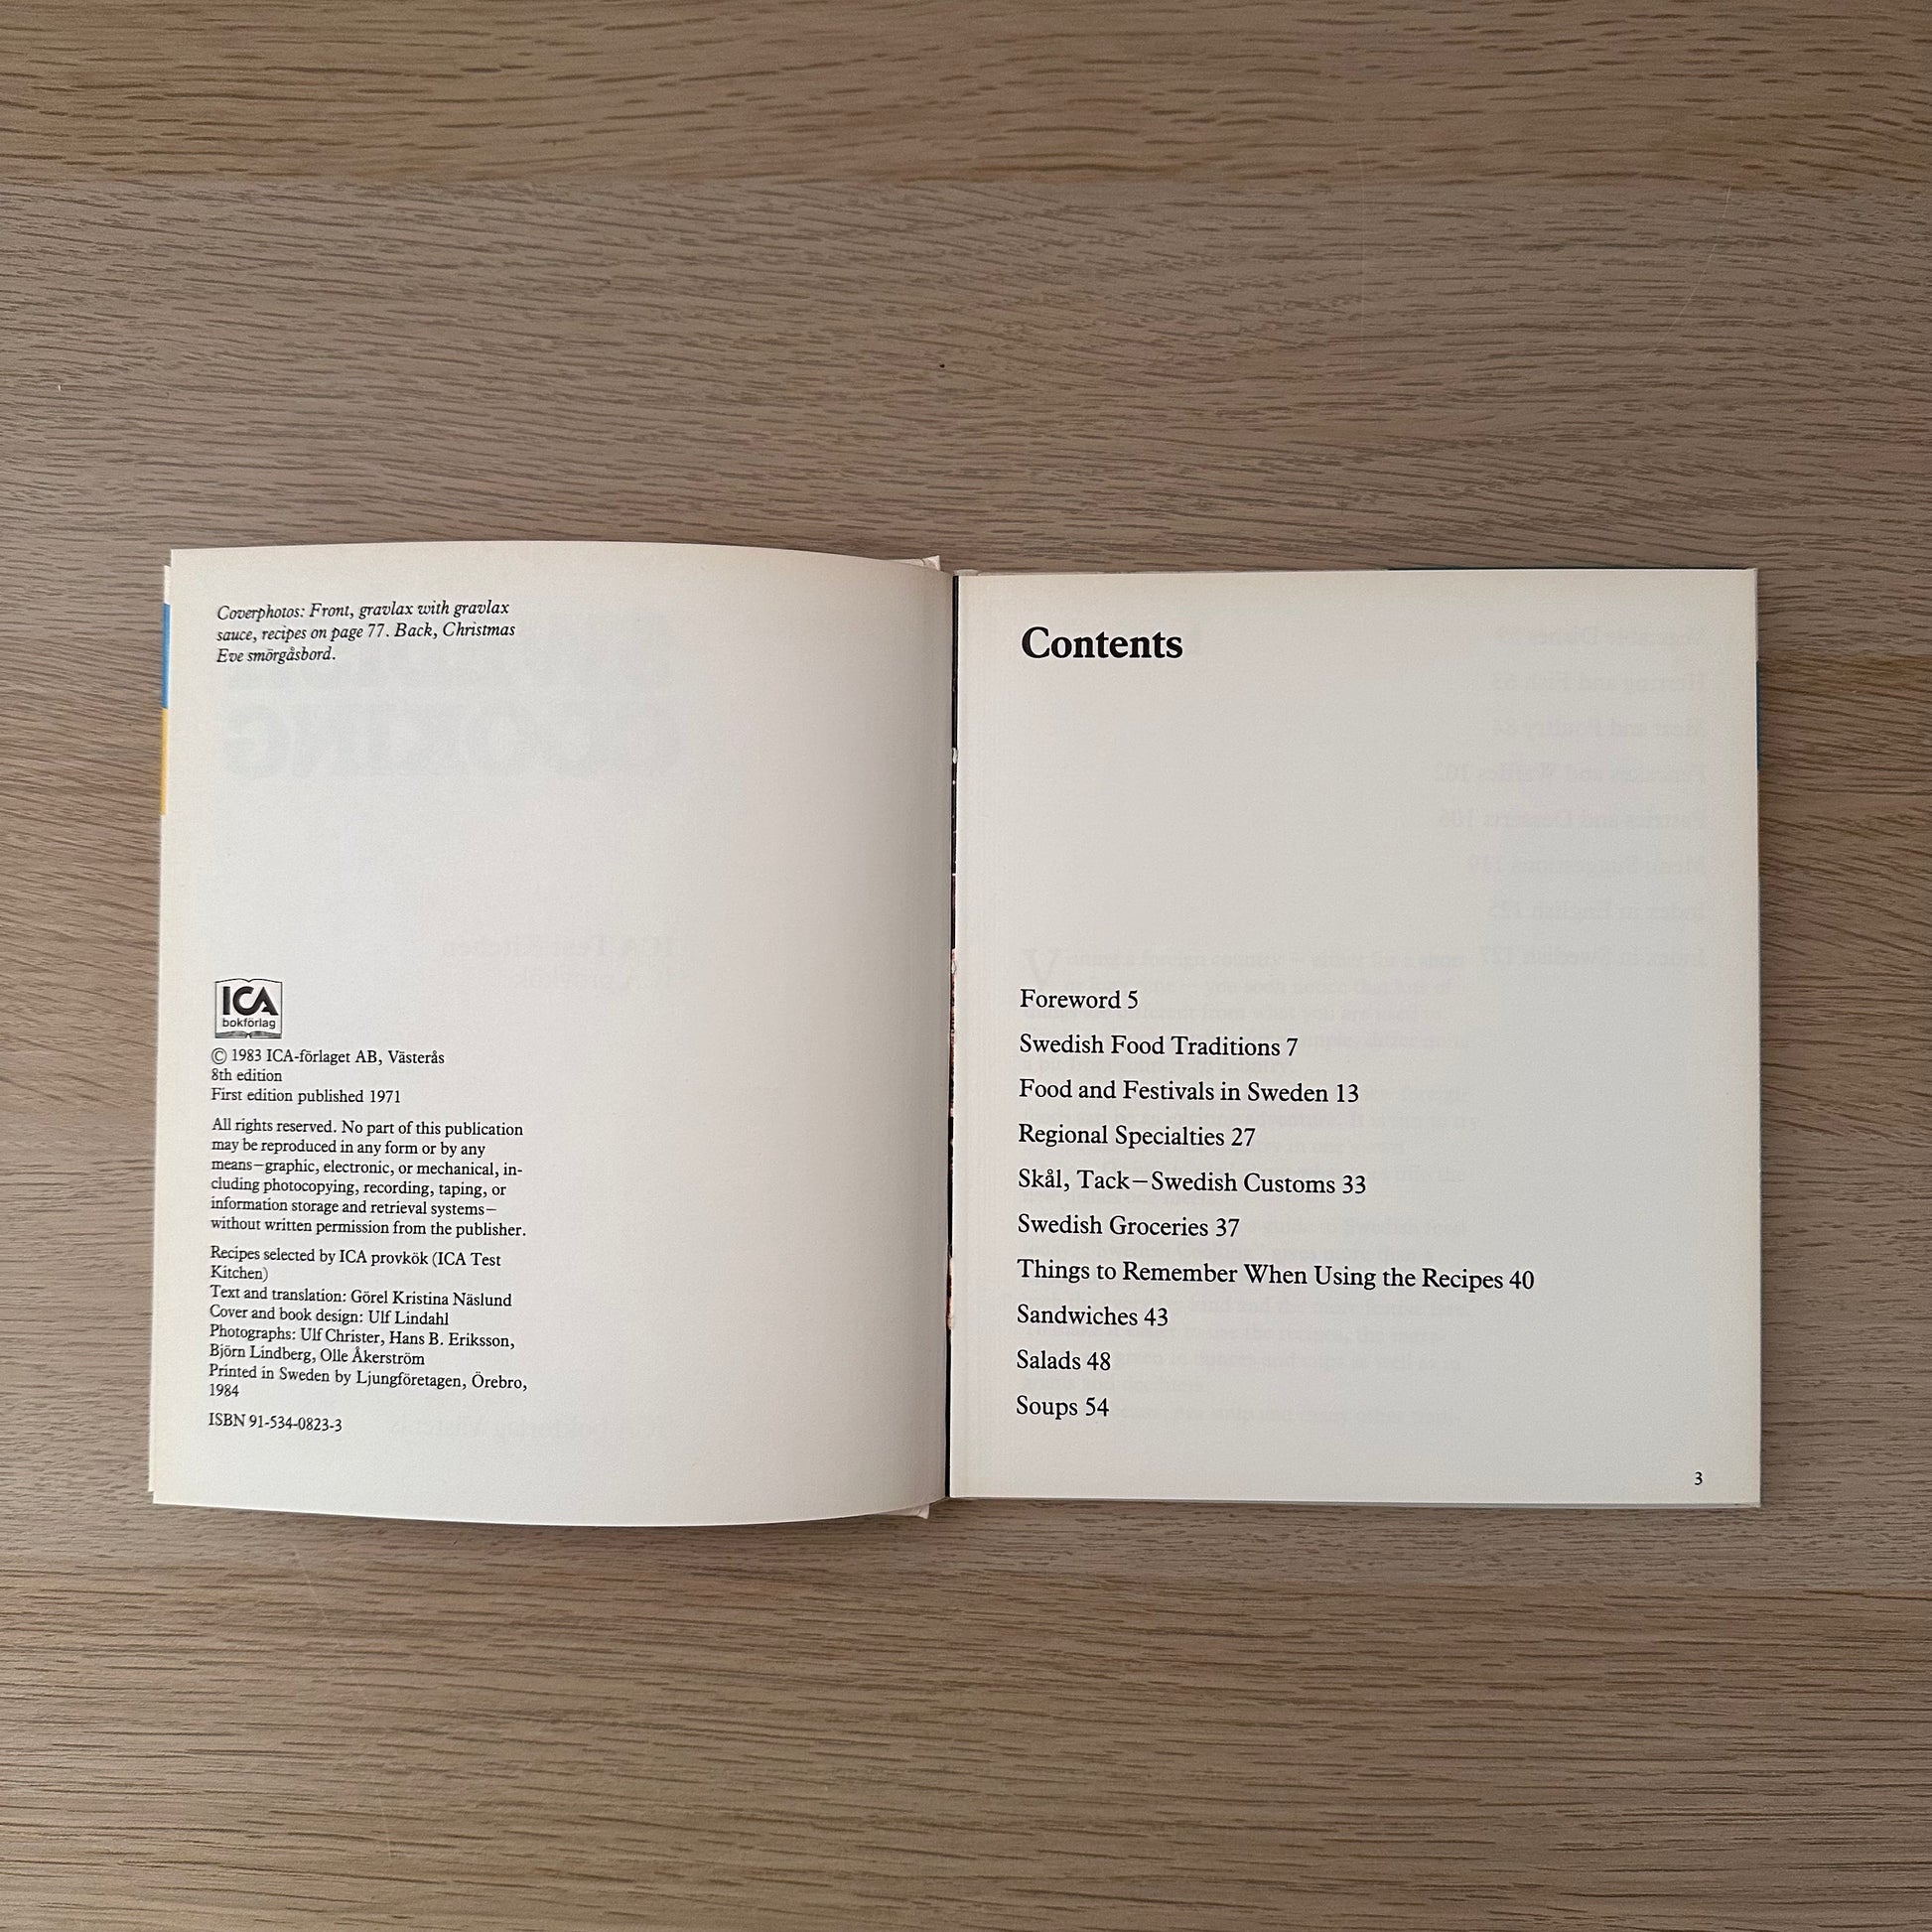 Coverphotos: Front, gravlax with gravlax
sauce, recipes on page 77. Back, Christmas
Eve smörgåsbord.
ICA
bokförlag
© 1983 ICA-förlaget AB, Västerås
8th edition
First edition published 1971
All rights reserved. No part of this publication
may be reproduced in any form or by any
means—graphic, electronic, or mechanical, in-
cluding photocopying, recording, taping, or
information storage and retrieval systems—
without written permission from the publisher.
Recipes selected by ICA provkök (ICA Test
Kitchen)
Text and translation: Görel Kristina Näslund
Cover and book design: Ulf Lindahl
Photographs: Ulf Christer, Hans B. Eriksson,
Björn Lindberg, Olle Åkerström
Printed in Sweden by Ljungföretagen, Örebro,
1984
ISBN 91-534-0823-3
Contents
Foreword 5
Swedish Food Traditions 7
Food and Festivals in Sweden 13
Regional Specialties 27
Skål, Tack—Swedish Customs 33
Swedish Groceries 37
Things to Remember When Using the Recipes 40
Sandwiches 43
Salads 48
Soups 54
3